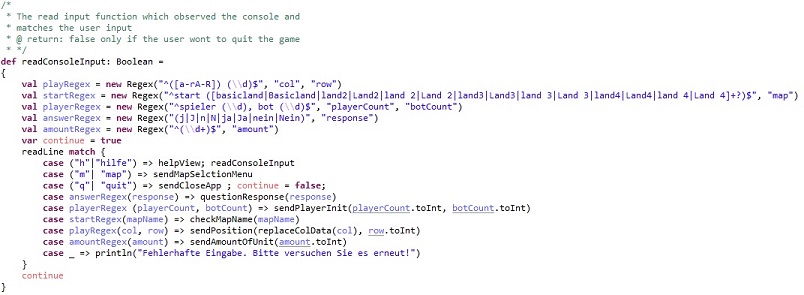 /*
 * The read input function which observed the console and
 * matches the user input
 * @ return: false only if the user wont to quit the game
 * */
def readConsoleInput: Boolean =
{
    val playRegex = new Regex("^([a-rA-R]) (\\d)$", "col", "row")
    val startRegex = new Regex("^start ([basicland|Basicland|land2|Land2|land 2|Land 2|land3|Land3|land 3|Land 3|land4|Land4|land 4|Land 4]+?)$", "map")
    val playerRegex = new Regex("^spieler (\\d), bot (\\d)$", "playerCount", "botCount")
    val answerRegex = new Regex("(j|J|n|N|ja|Ja|nein|Nein)", "response")
    val amountRegex = new Regex("^(\\d+)$", "amount")
    var continue = true
    readLine match {
        case ("h"|"hilfe") => helpView; readConsoleInput
        case ("m"| "map") => sendMapSelctionMenu
        case ("q"| "quit") => sendCloseApp ; continue = false;
        case answerRegex(response) => questionResponse(response)
        case playerRegex (playerCount, botCount) => sendPlayerInit(playerCount.toInt, botCount.toInt)
        case startRegex(mapName) => checkMapName(mapName)
        case playRegex(col, row) => sendPosition(replaceColData(col), row.toInt)
        case amountRegex(amount) => sendAmountOfUnit(amount.toInt)
        case _ => println("Fehlerhafte Eingabe. Bitte versuchen Sie es erneut!")
    }
    continue
}